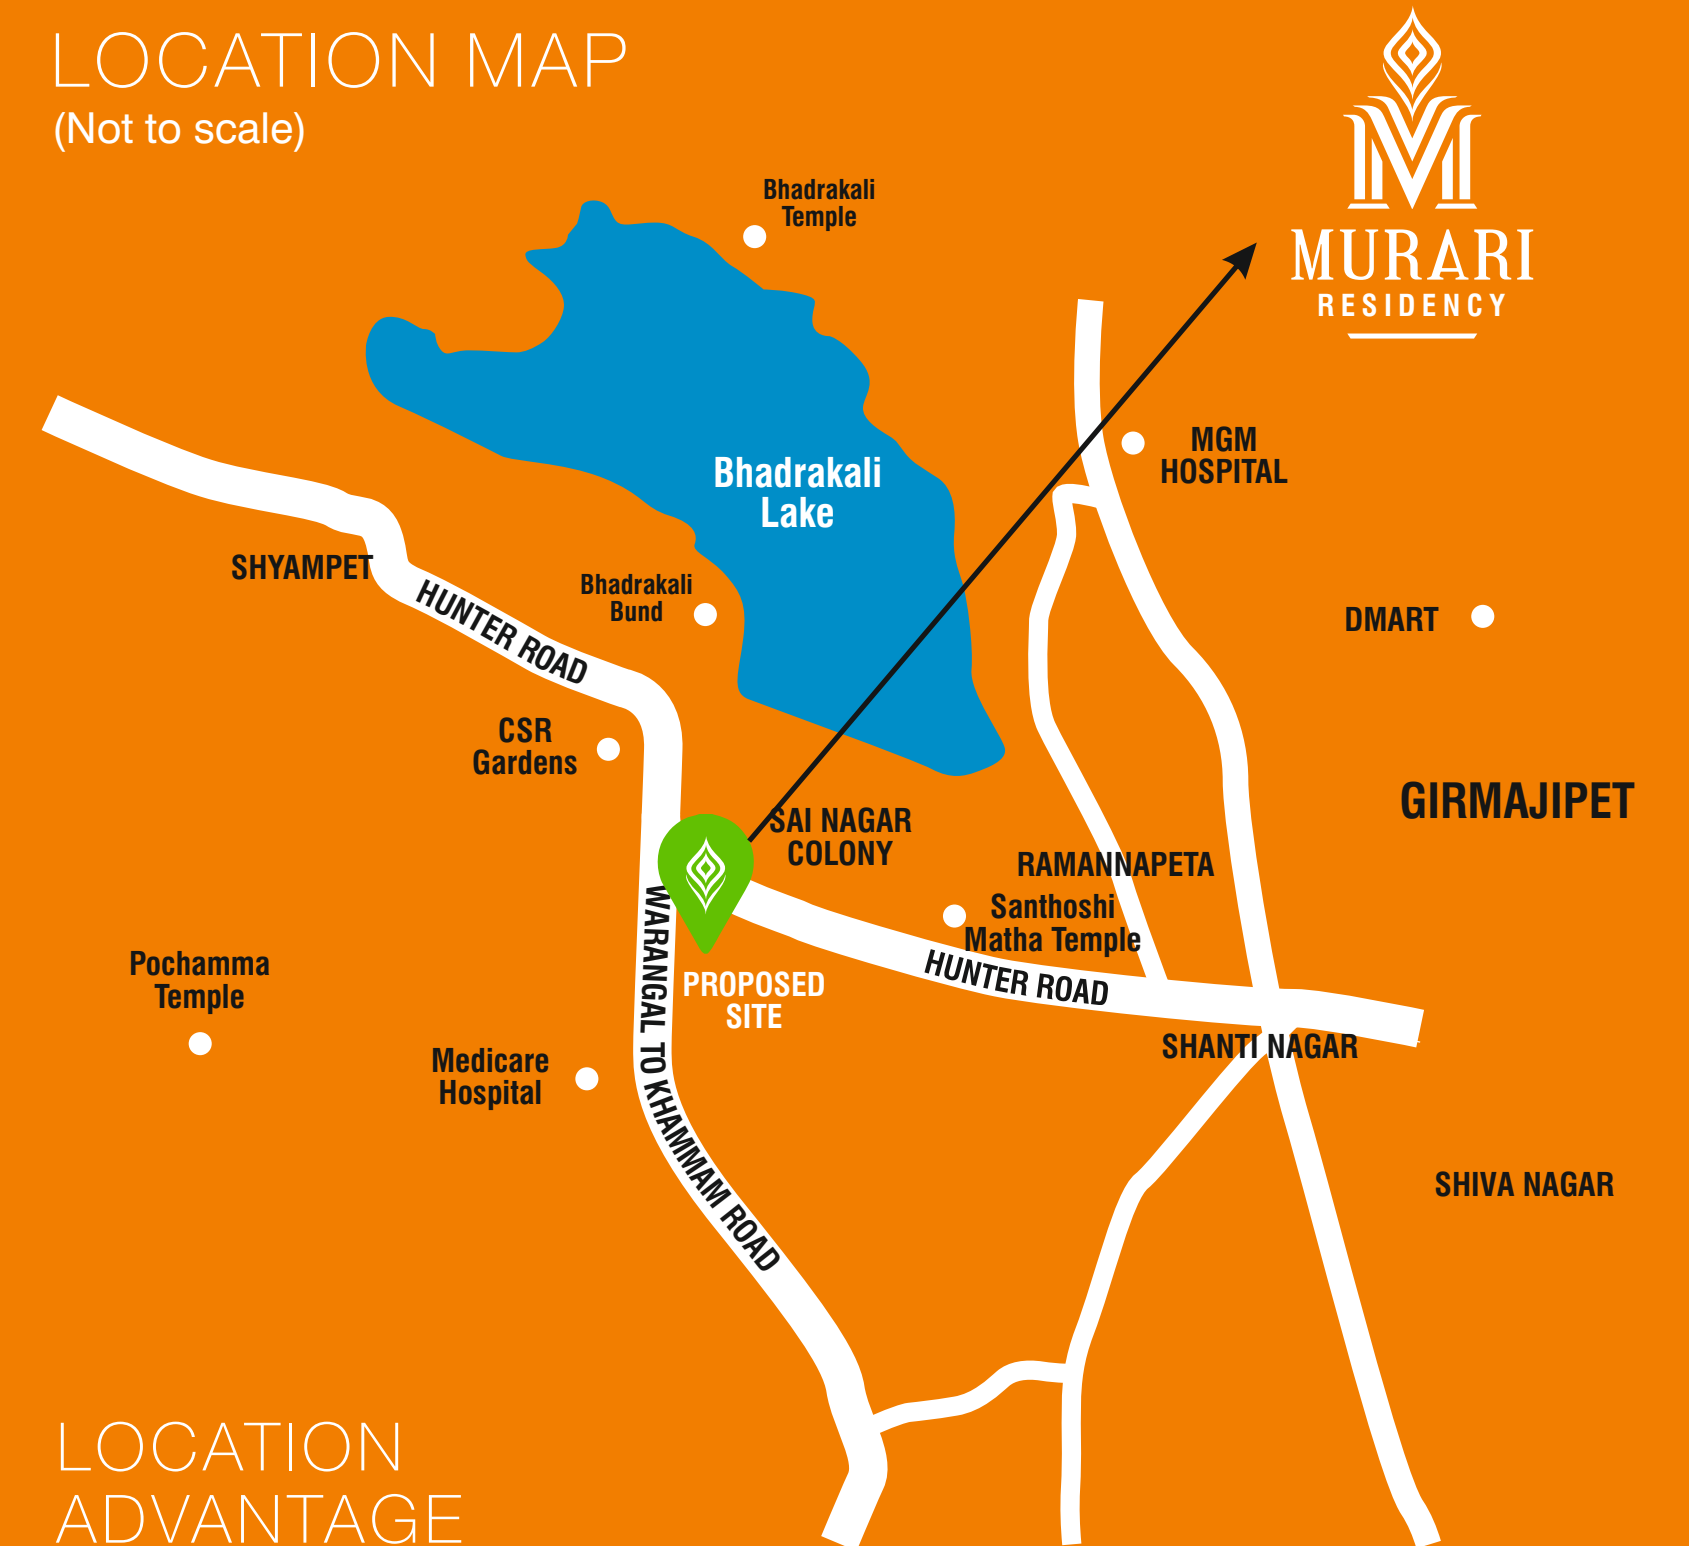 LOCATION MAP
(Not to scale)
MURARI
RESIDENCY
Bhadrakali
Temple
MGM
HOSPITAL
Bhadrakali
Lake
SHYAMPET
HUNTER ROAD
Bhadrakali
Bund
DMART
CSR
Gardens
GIRMAJIPET
SAI NAGAR
COLONY
RAMANNAPETA
Santhoshi
Matha Temple
HUNTER ROAD
WARANGAL TO KHAMMAM ROAD
PROPOSED
SITE
Pochamma
Temple
SHANTI NAGAR
Medicare
Hospital
SHIVA NAGAR
LOCATION
ADVANTAGE